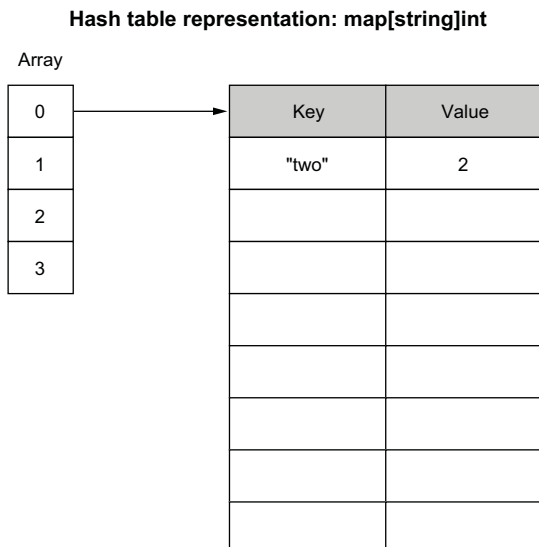 Hash table representation: map[string]int
Array
0
Key Value
1
"two" 2
2
3